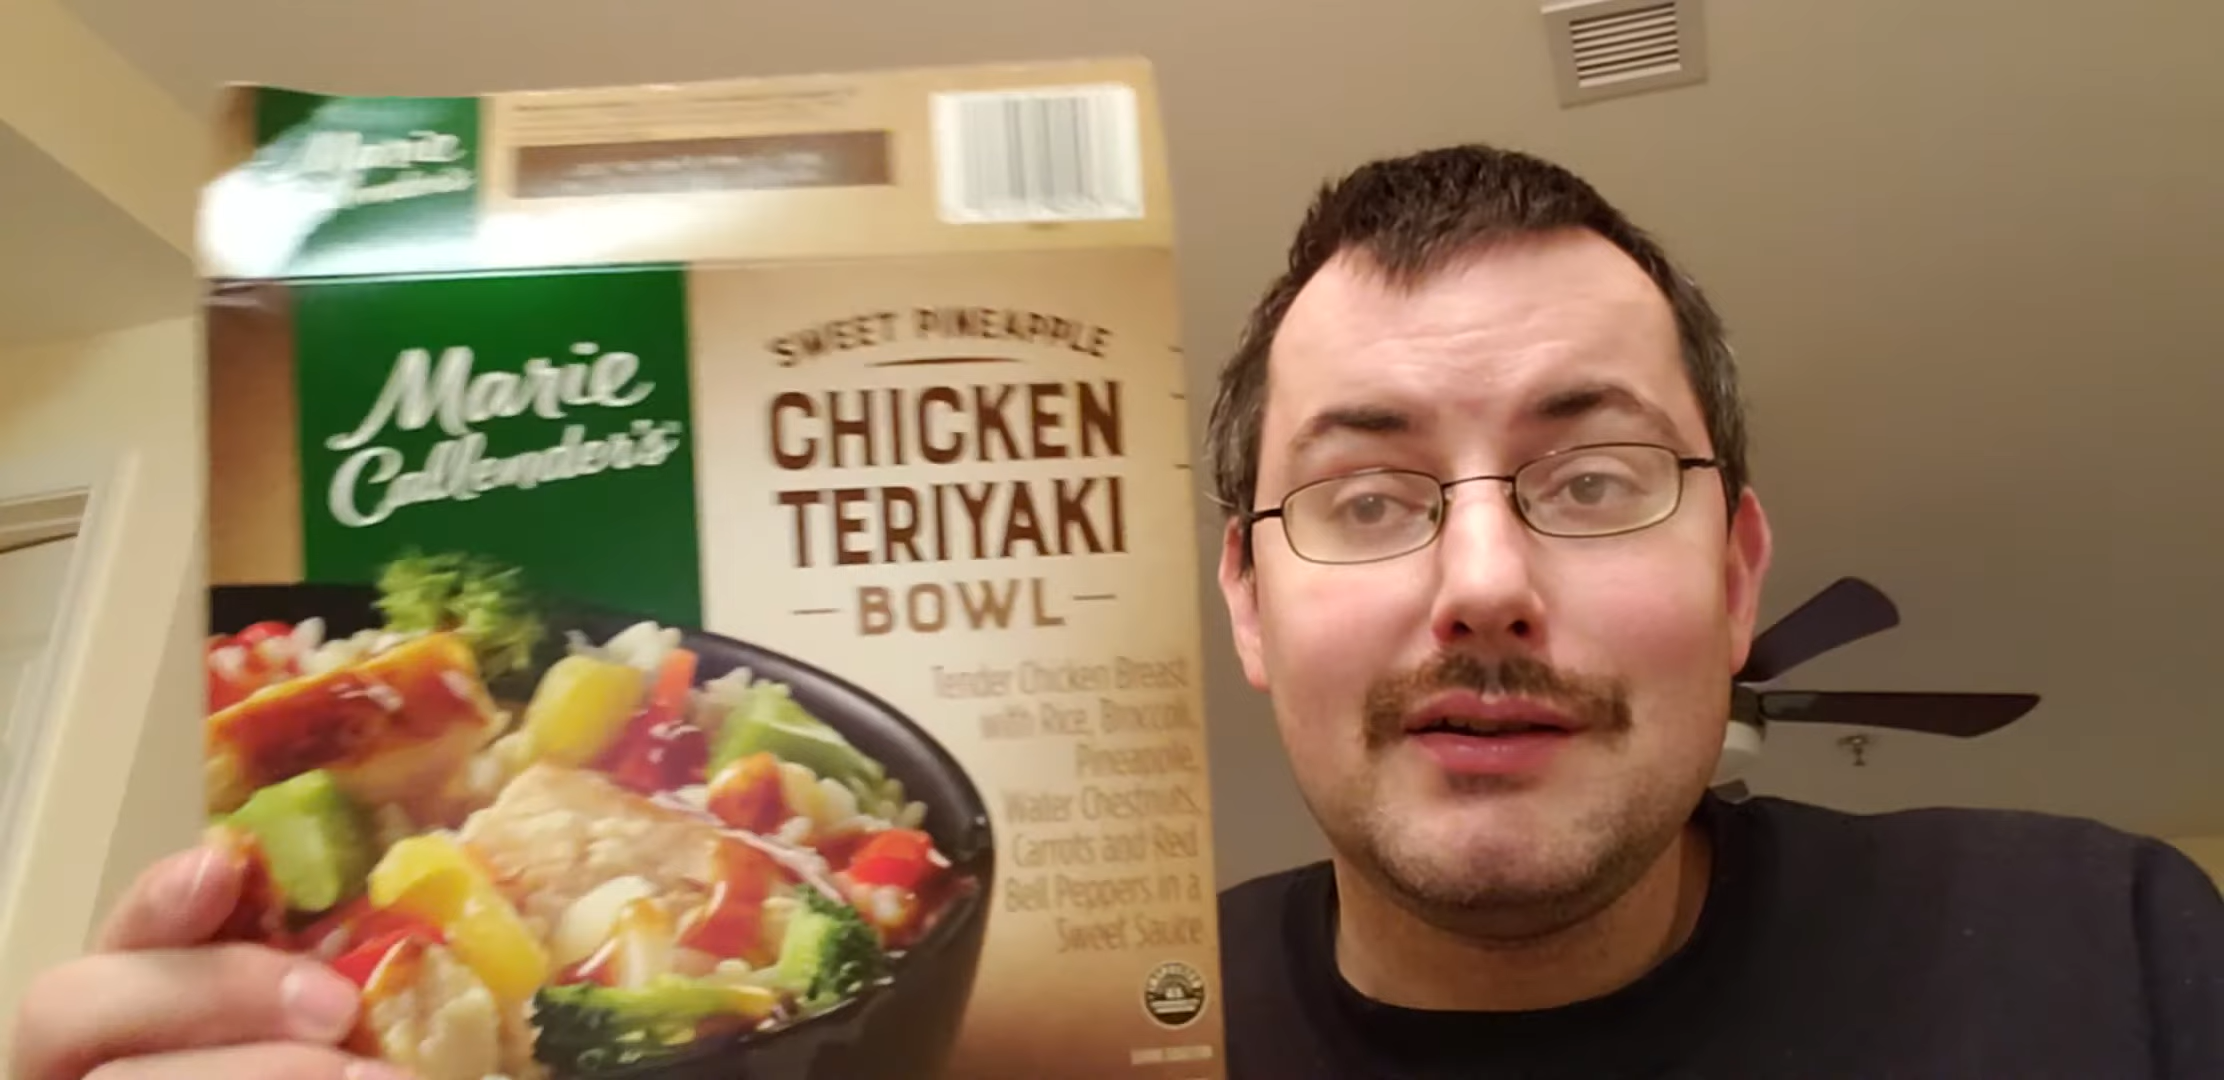 Marie
Callender's
Marie
Callender's
SWEET PINEAPPLE
CHICKEN
TERIYAKI
BOWL
Tender Chicken Breast
with Rice, Broccoli,
Pineapple,
Water Chestnuts,
Carrots and Red
Bell Peppers in a
Sweet Sauce